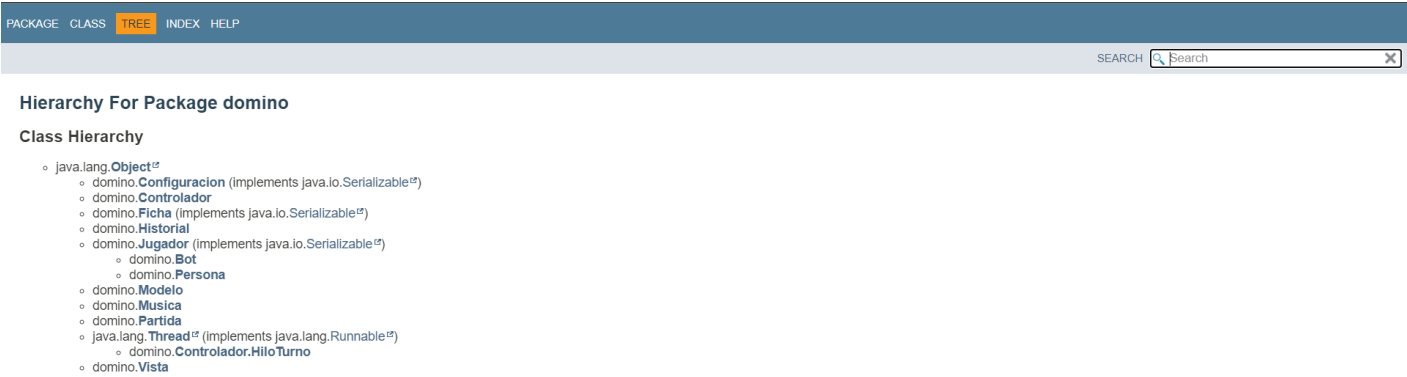 PACKAGE CLASS TREE INDEX HELP
SEARCH Search
Hierarchy For Package domino
Class Hierarchy
java.lang.Object
domino.Configuracion (implements java.io.Serializable)
domino.Controlador
domino.Ficha (implements java.io.Serializable)
domino.Historial
domino.Jugador (implements java.io.Serializable)
domino.Bot
domino.Persona
domino.Modelo
domino.Musica
domino.Partida
java.lang.Thread (implements java.lang.Runnable)
domino.Controlador.HiloTurno
domino.Vista